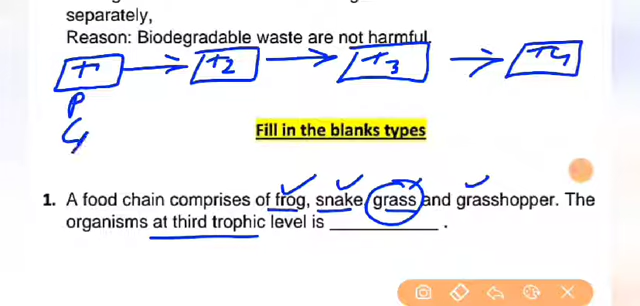 separately,
Reason: Biodegradable waste are not harmful.
T1 T2 T3 T4
P
G
Fill in the blanks types
1. A food chain comprises of frog, snake, grass and grasshopper. The
organisms at third trophic level is ____________ .